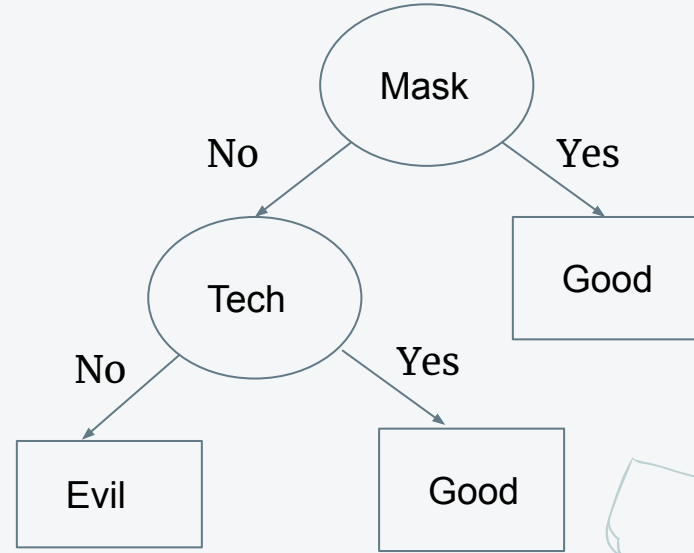 Mask
No
Yes
Tech
Good
No
Yes
Evil
Good